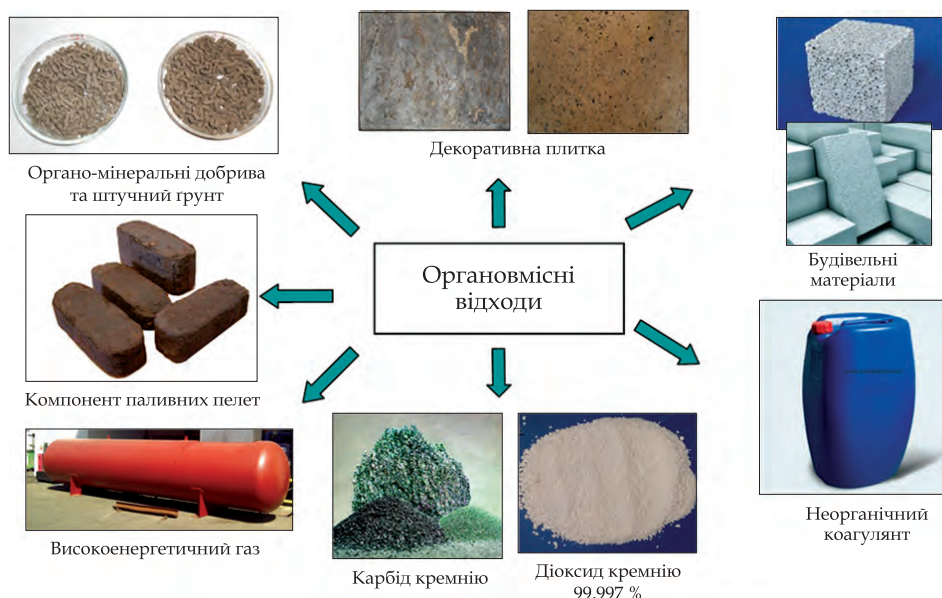 Органо-мінеральні добрива
та штучний ґрунт
Декоративна плитка
Будівельні
матеріали
Органовмісні
відходи
Компонент паливних пелет
Високоенергетичний газ
Карбід кремнію
Діоксид кремнію
99,997 %
Неорганічний
коагулянт